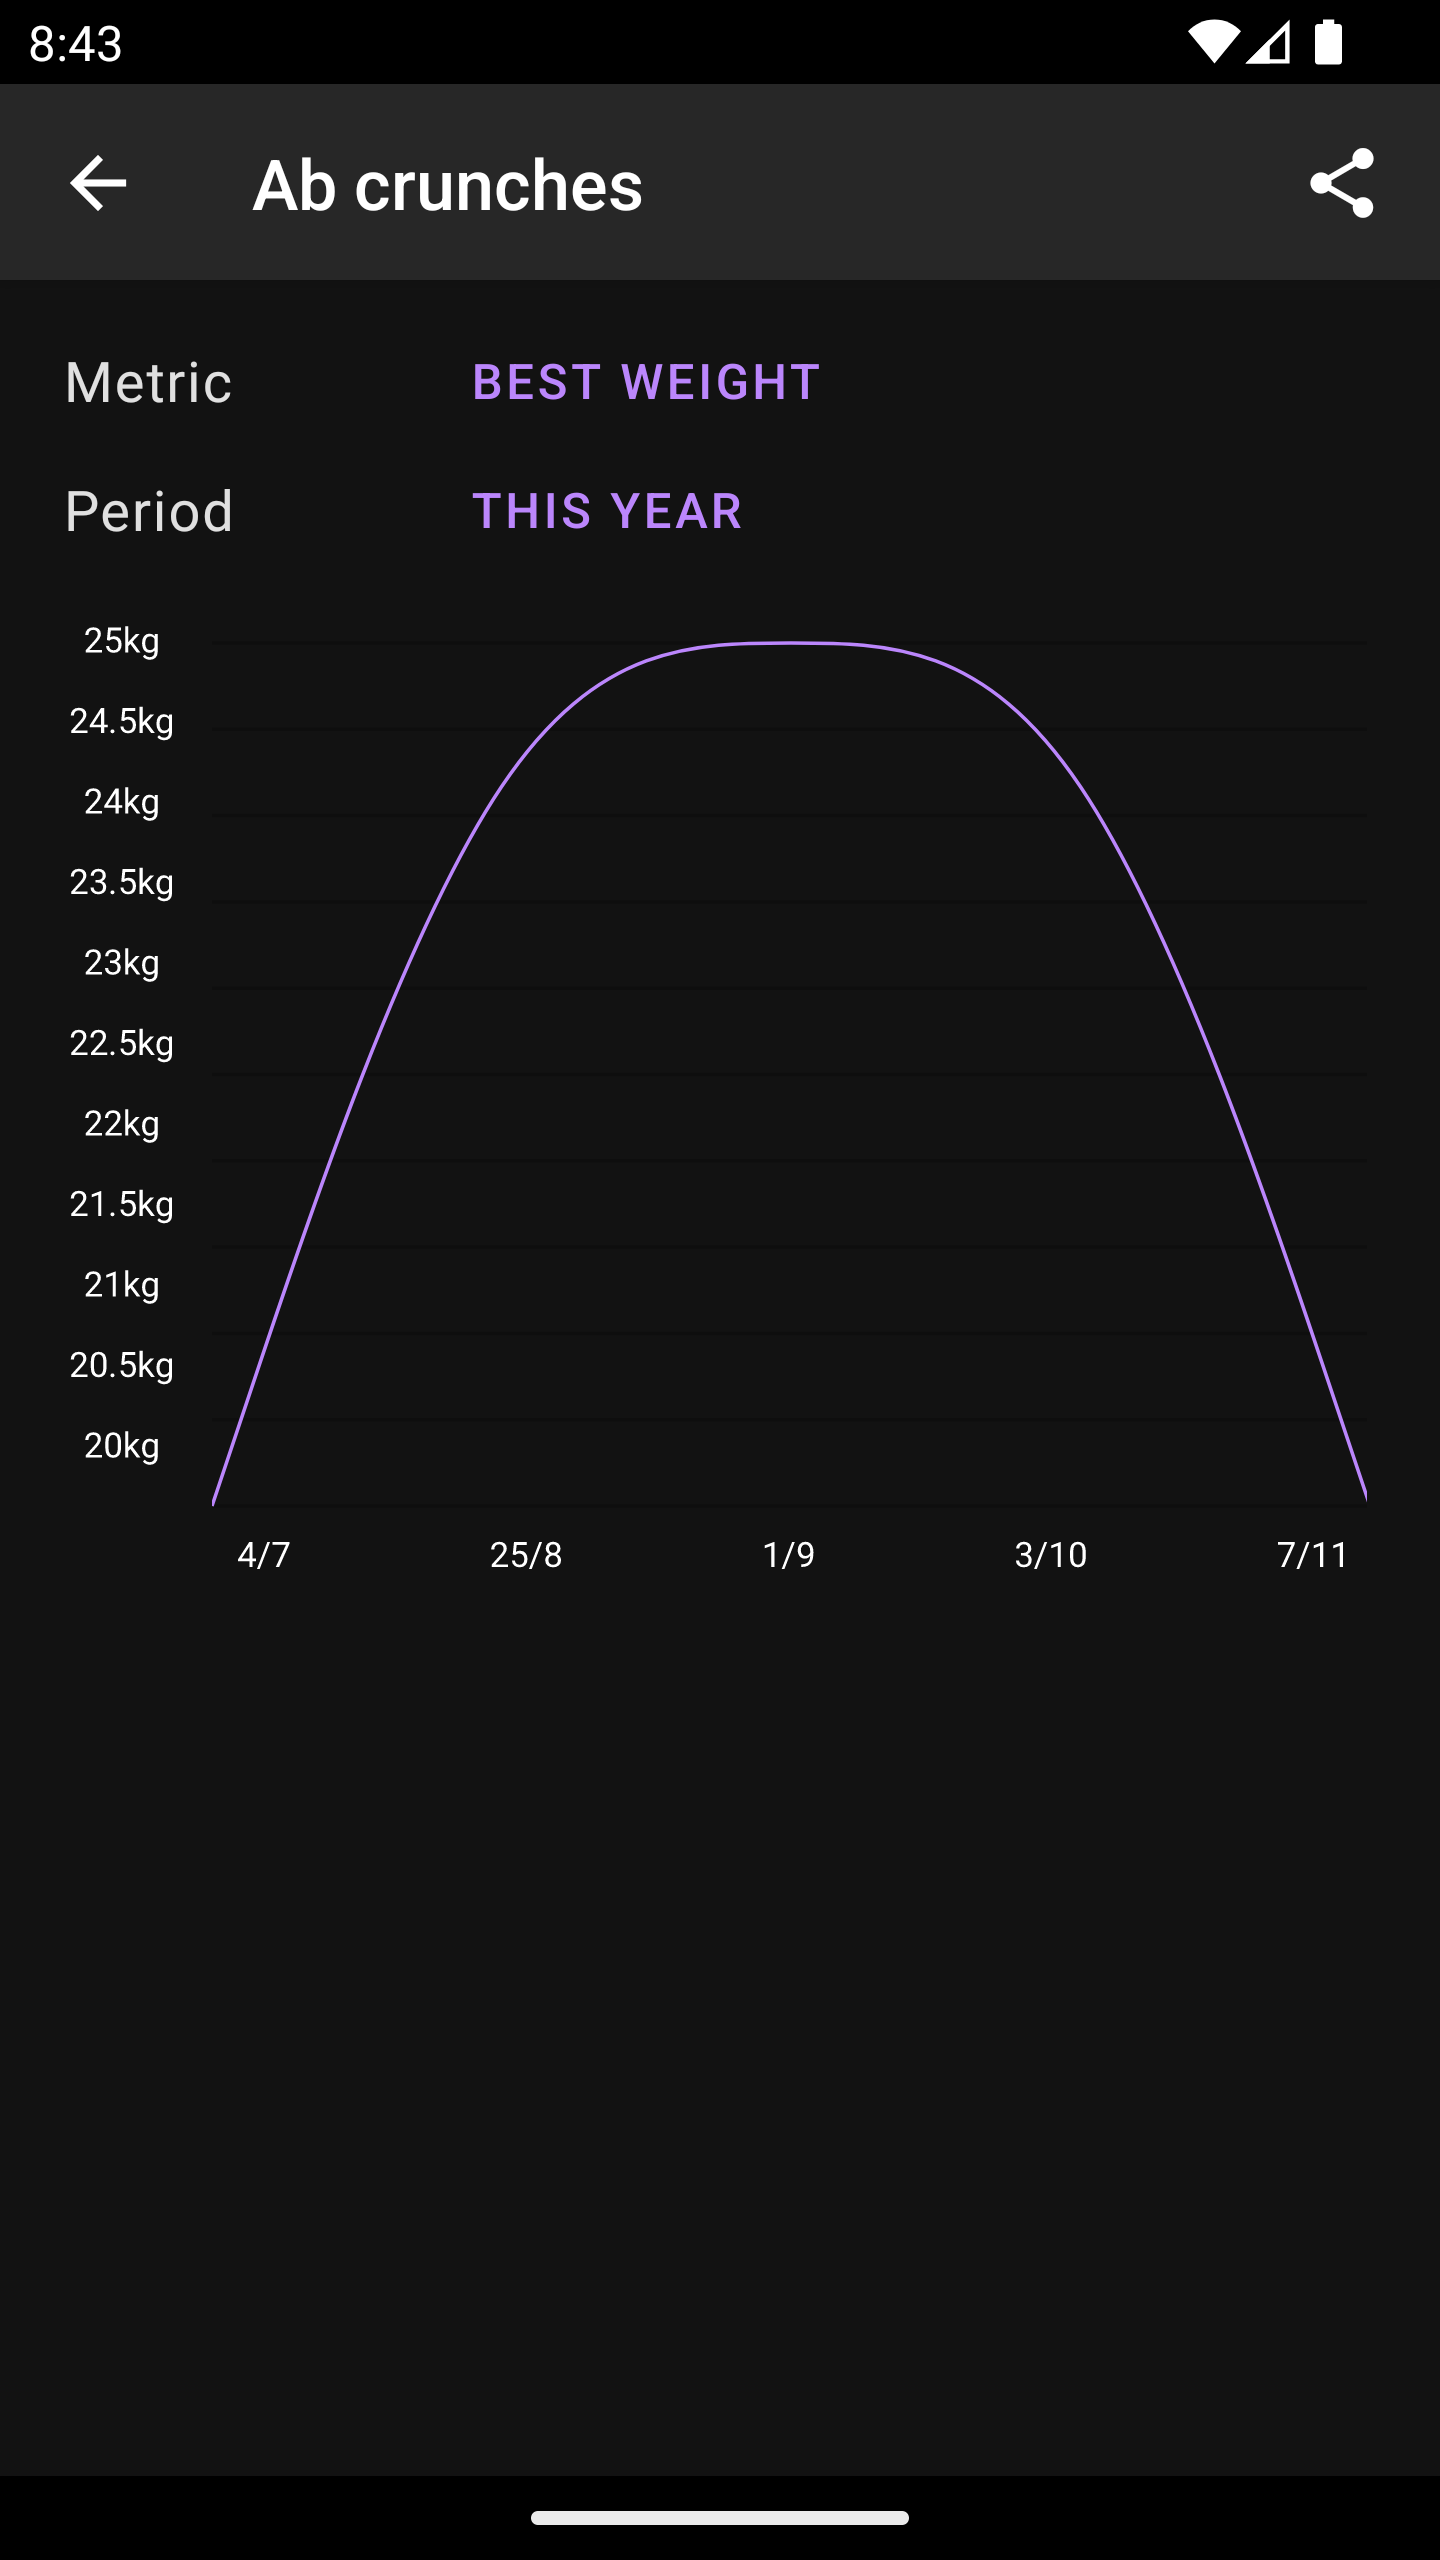 8:43
Ab crunches
Metric BEST WEIGHT
Period THIS YEAR
25kg
24.5kg
24kg
23.5kg
23kg
22.5kg
22kg
21.5kg
21kg
20.5kg
20kg
4/7 25/8 1/9 3/10 7/11